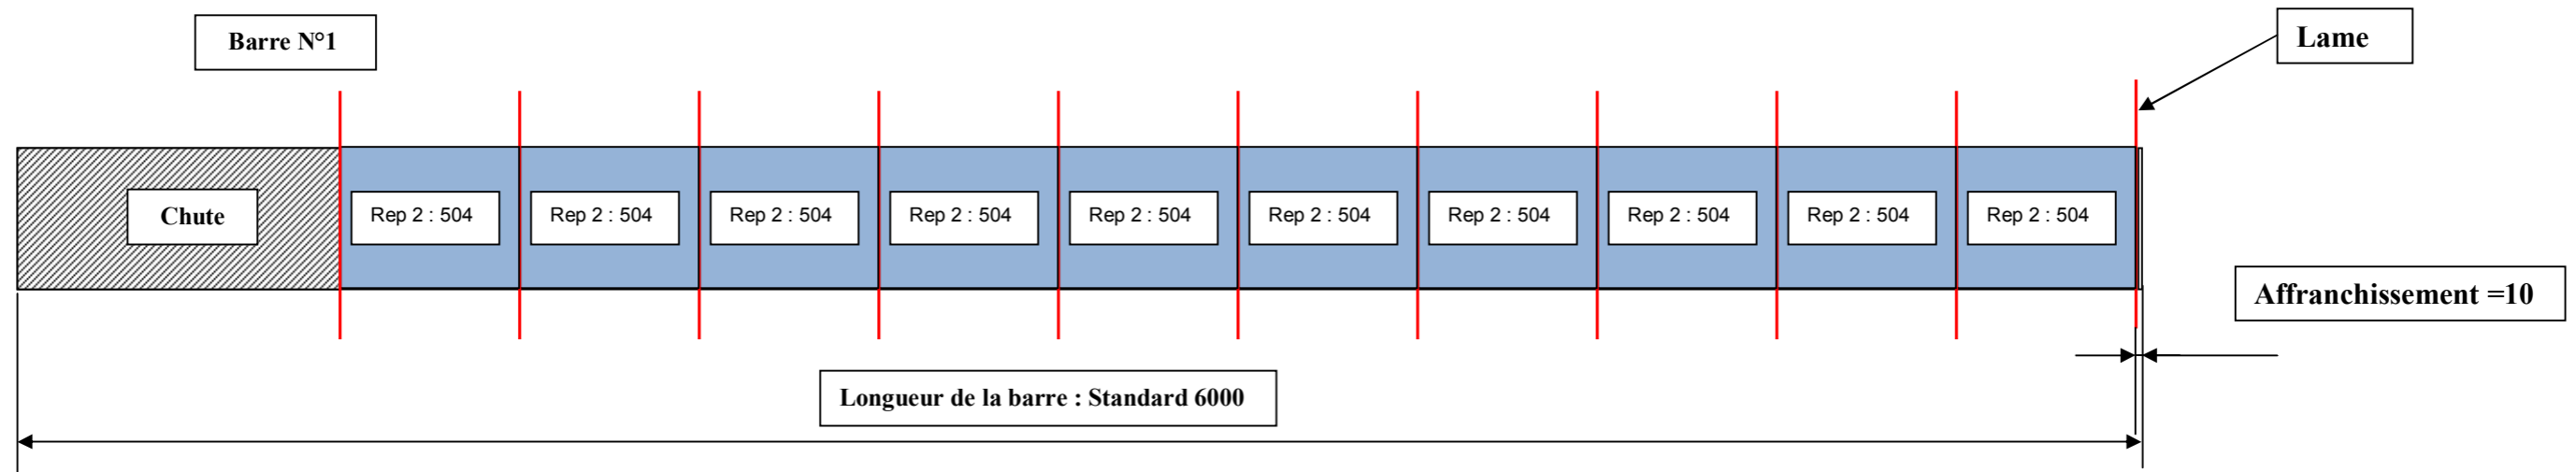 Barre N°1
Lame
Chute
Rep 2 : 504
Rep 2 : 504
Rep 2 : 504
Rep 2 : 504
Rep 2 : 504
Rep 2 : 504
Rep 2 : 504
Rep 2 : 504
Rep 2 : 504
Rep 2 : 504
Affranchissement =10
Longueur de la barre : Standard 6000